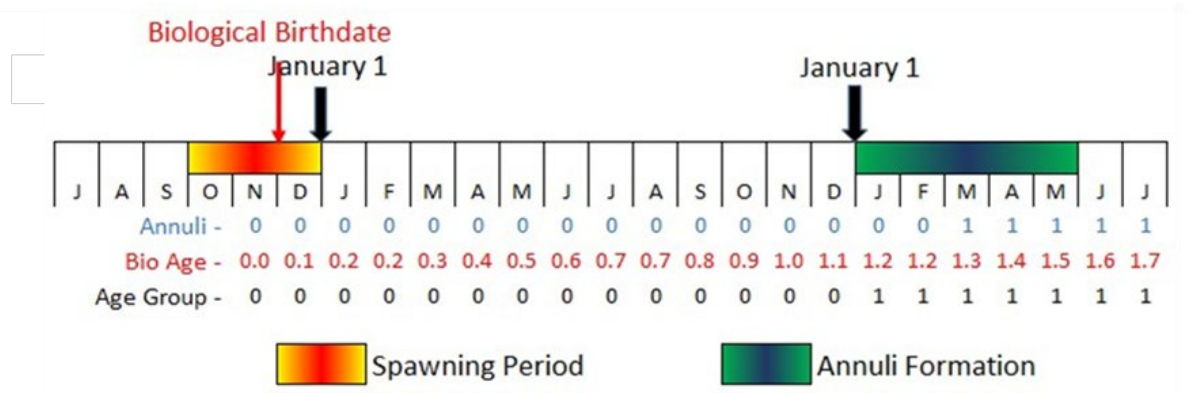 Biological Birthdate
January 1
January 1
J A S O N D J F M A M J J A S O N D J F M A M J J
Annuli - 0 0 0 0 0 0 0 0 0 0 0 0 0 0 0 0 1 1 1 1 1
Bio Age - 0.0 0.1 0.2 0.2 0.3 0.4 0.5 0.6 0.7 0.7 0.8 0.9 1.0 1.1 1.2 1.2 1.3 1.4 1.5 1.6 1.7
Age Group - 0 0 0 0 0 0 0 0 0 0 0 0 0 0 1 1 1 1 1 1 1
Spawning Period
Annuli Formation